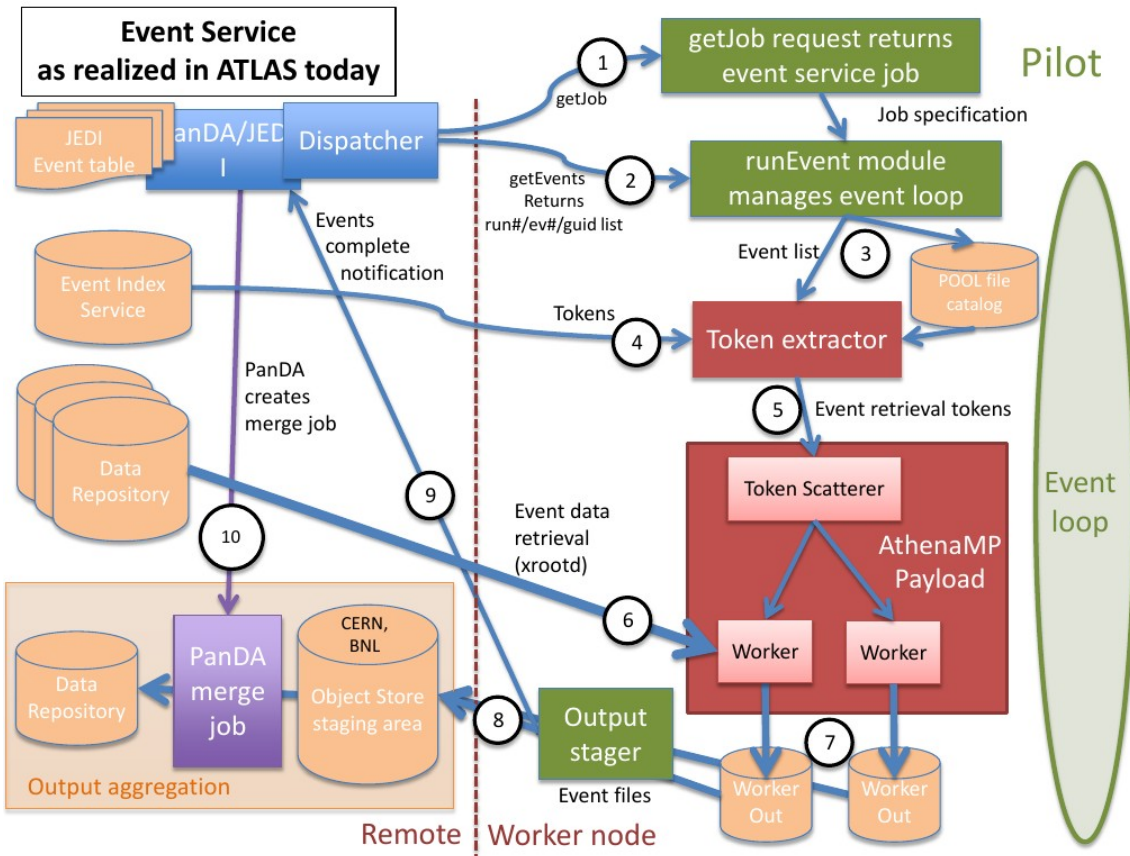 Event Service
as realized in ATLAS today
getJob request returns
event service job
Pilot
1
getJob
Job specification
JEDI
Event table
anDA/JED
I
Dispatcher
2
getEvents
Returns
run#/ev#/guid list
runEvent module
manages event loop
Events
complete
notification
Event list
3
POOL file
catalog
Event Index
Service
Tokens
4
Token extractor
PanDA
creates
merge job
5
Event retrieval tokens
Data
Repository
9
Event data
retrieval
(xrootd)
Token Scatterer
AthenaMP
Payload
Event
loop
10
6
Worker
Worker
CERN,
BNL
PanDA
merge
job
Data
Repository
Object Store
staging area
8
Output
stager
7
Output aggregation
Event files
Worker
Out
Worker
Out
Remote
Worker node